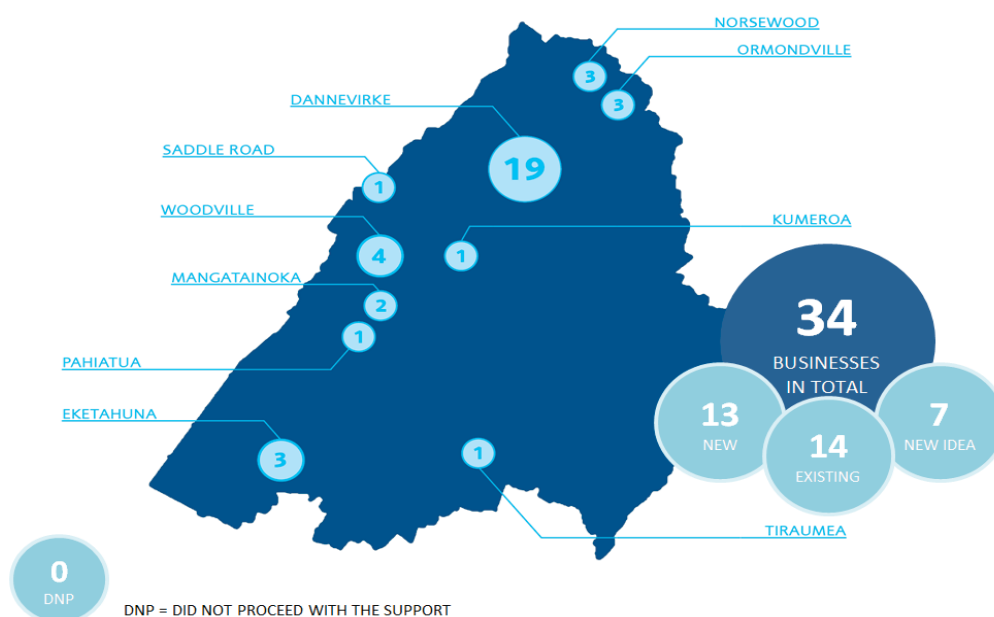 NORSEWOOD
3
ORMONDVILLE
3
DANNEVIRKE
19
SADDLE ROAD
1
WOODVILLE
4
KUMEROA
1
MANGATAINOKA
2
PAHIATUA
1
EKETAHUNA
3
TIRAUMEA
1
34
BUSINESSES
IN TOTAL
13
NEW
14
EXISTING
7
NEW IDEA
0
DNP
DNP = DID NOT PROCEED WITH THE SUPPORT